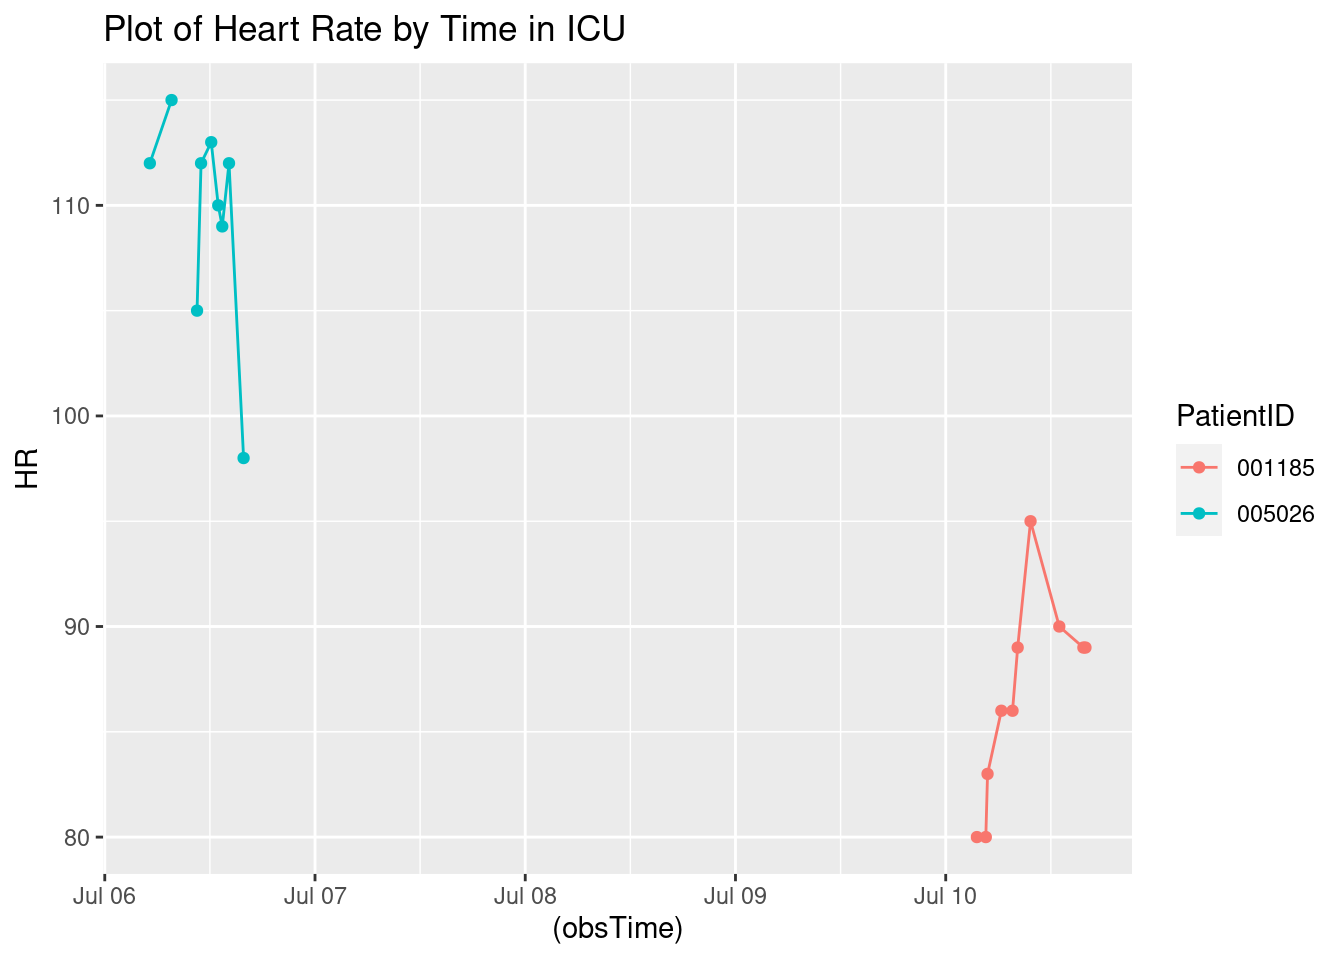 Plot of Heart Rate by Time in ICU
110
100
90
80
HR
Jul 06 Jul 07 Jul 08 Jul 09 Jul 10
(obsTime)
PatientID
001185
005026